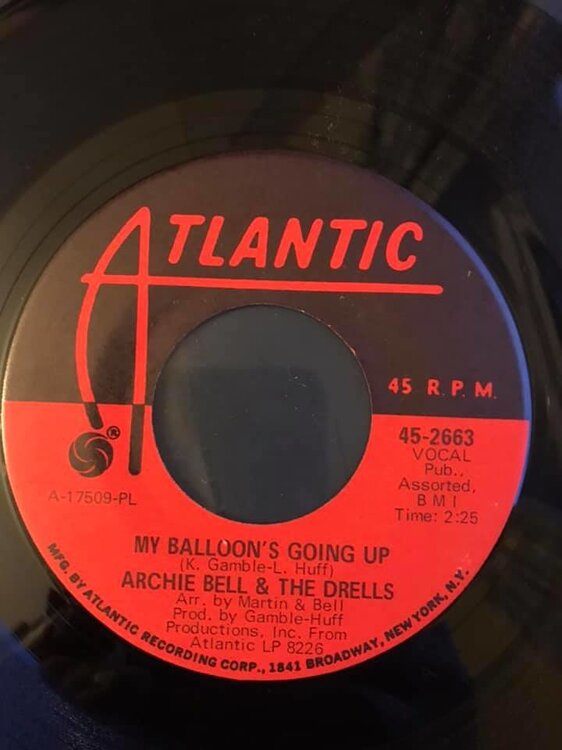 ATLANTIC
45 R.P.M.
®
A-17509-PL
45-2663
VOCAL
Pub.,
Assorted,
BMI
Time: 2:25
MY BALLOON'S GOING UP
(K. Gamble-L. Huff)
ARCHIE BELL & THE DRELLS
Arr. by Martin & Bell
Prod. by Gamble-Huff
Productions, Inc. From
Atlantic LP 8226
MFG. BY ATLANTIC RECORDING CORP., 1841 BROADWAY, NEW YORK, N.Y.